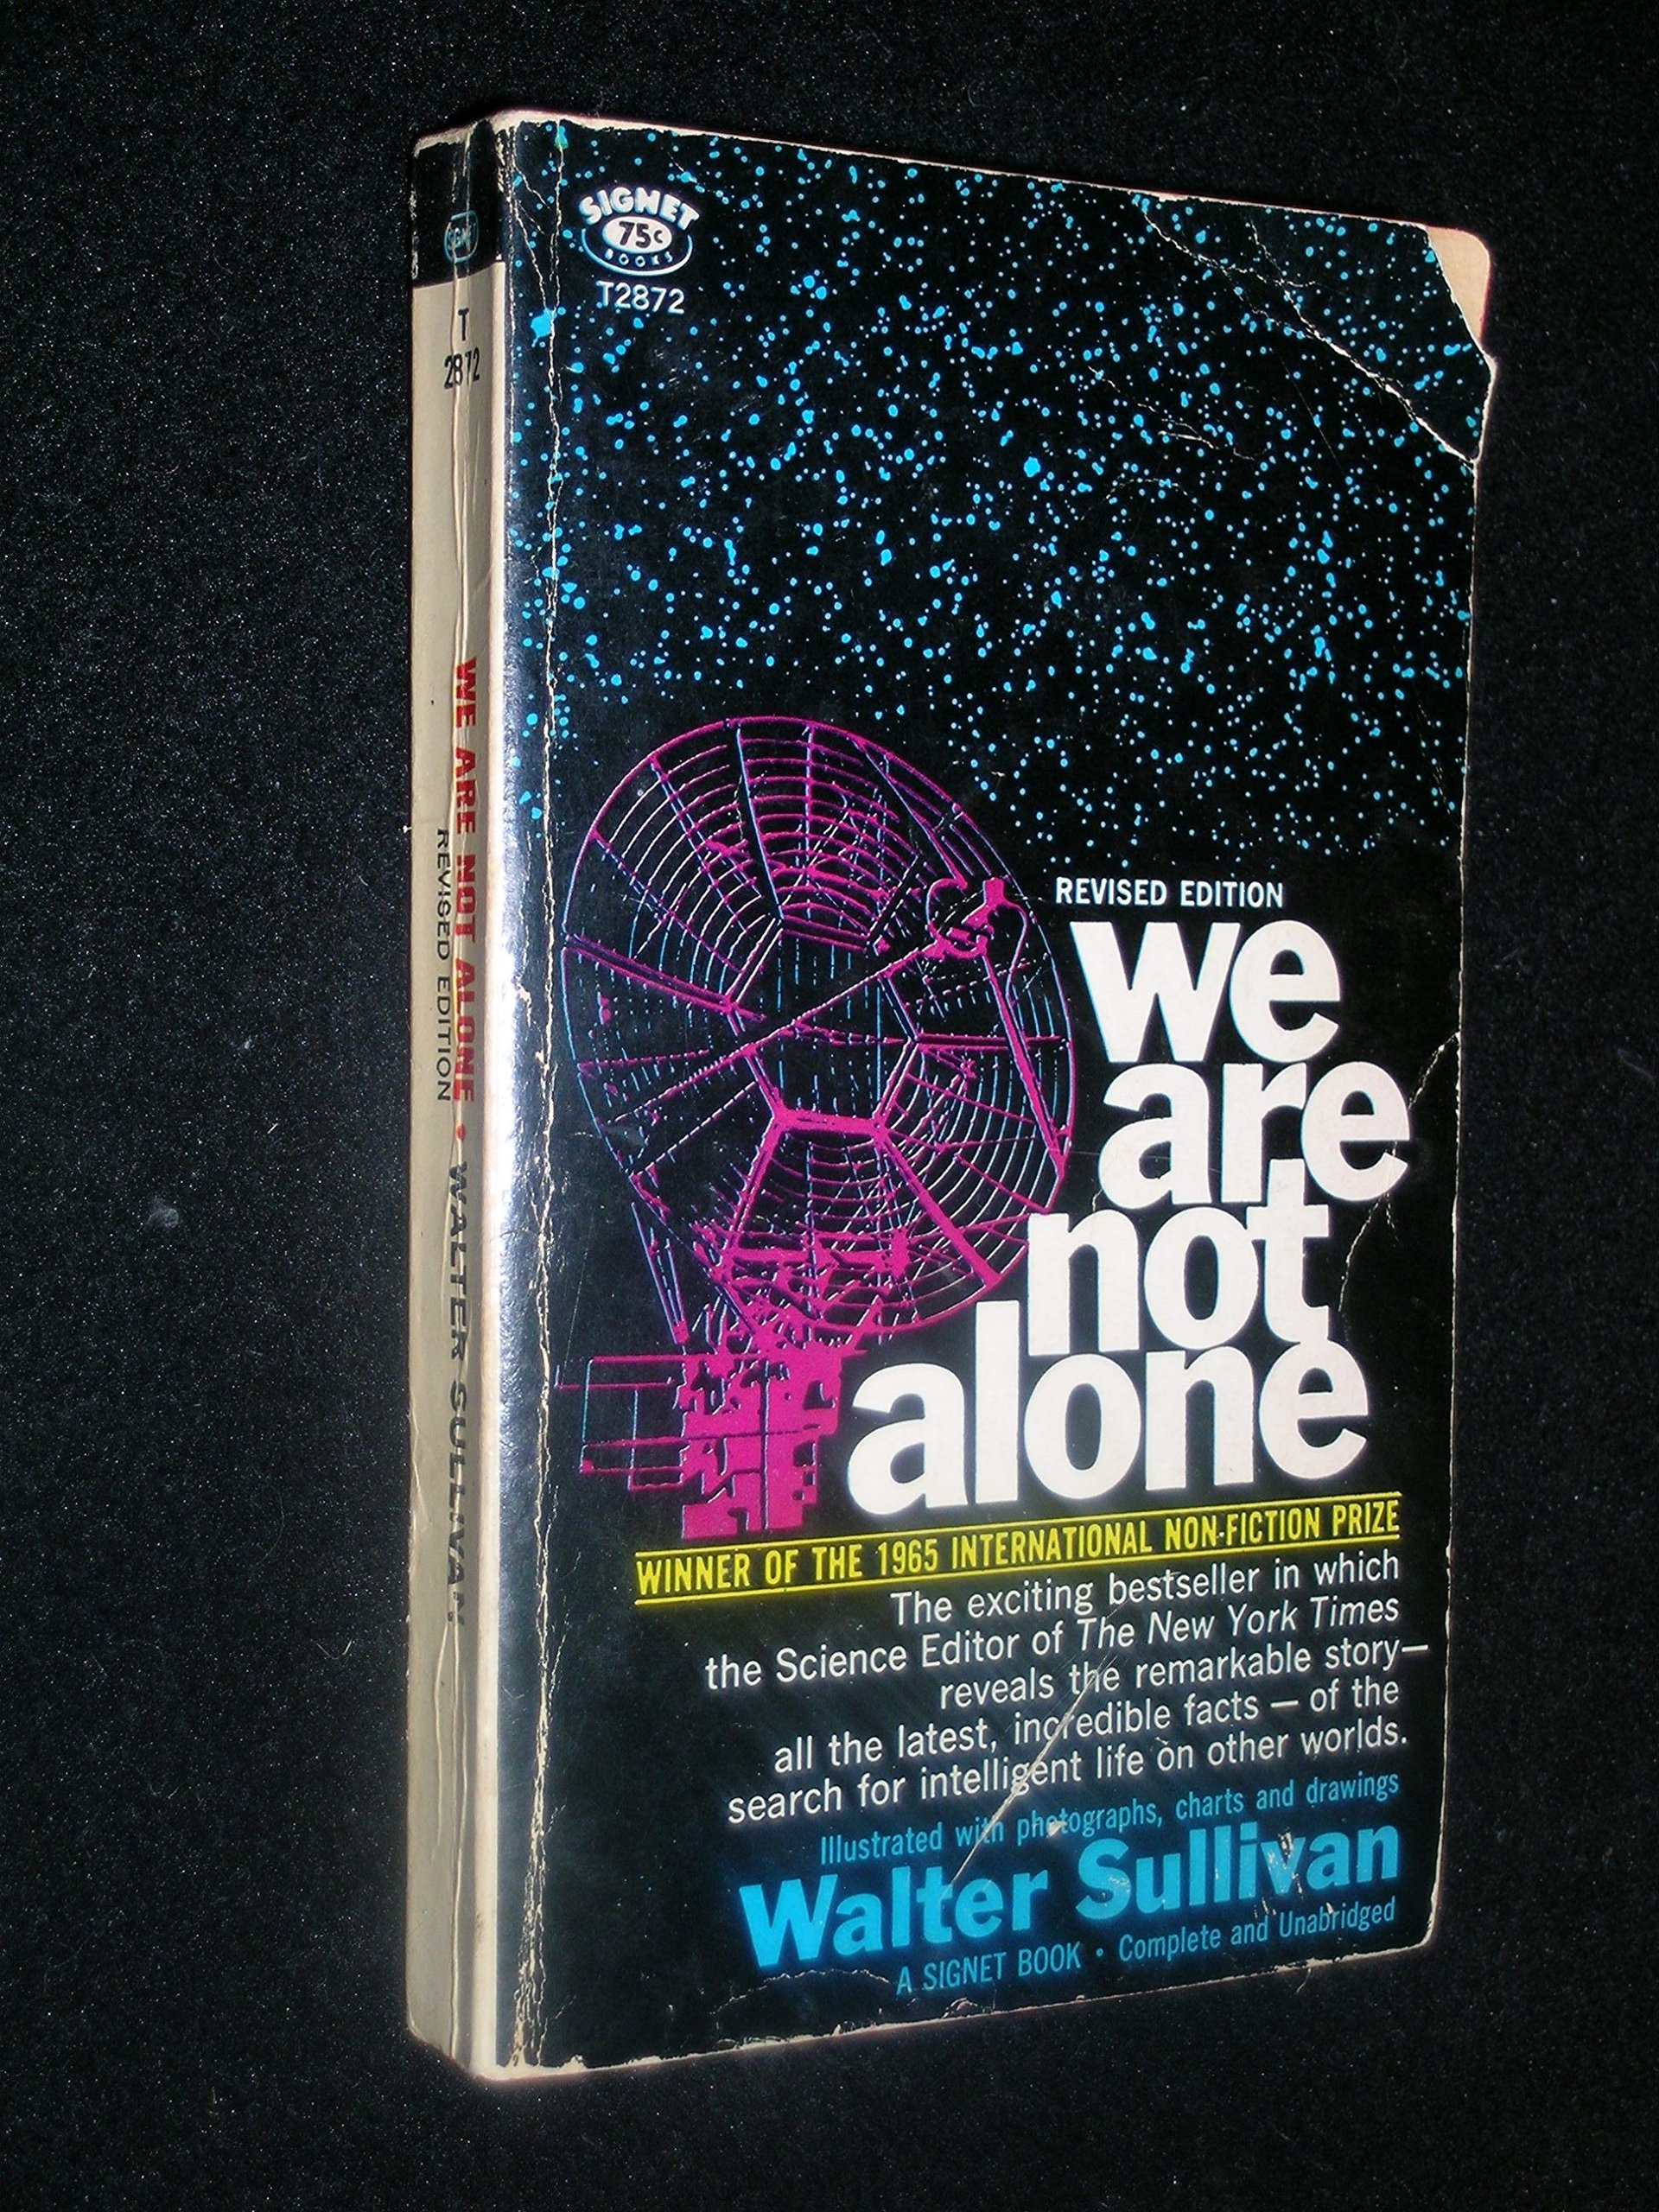 SIGNET
75c
BOOKS
T2872
REVISED EDITION
we
are
not
alone
WINNER OF THE 1965 INTERNATIONAL NON-FICTION PRIZE
The exciting bestseller in which
the Science Editor of The New York Times
reveals the remarkable story—
all the latest, incredible facts — of the
search for intelligent life on other worlds.
Illustrated with photographs, charts and drawings
Walter Sullivan
A SIGNET BOOK • Complete and Unabridged
T
2872
WE ARE NOT ALONE • WALTER SULLIVAN
REVISED EDITION